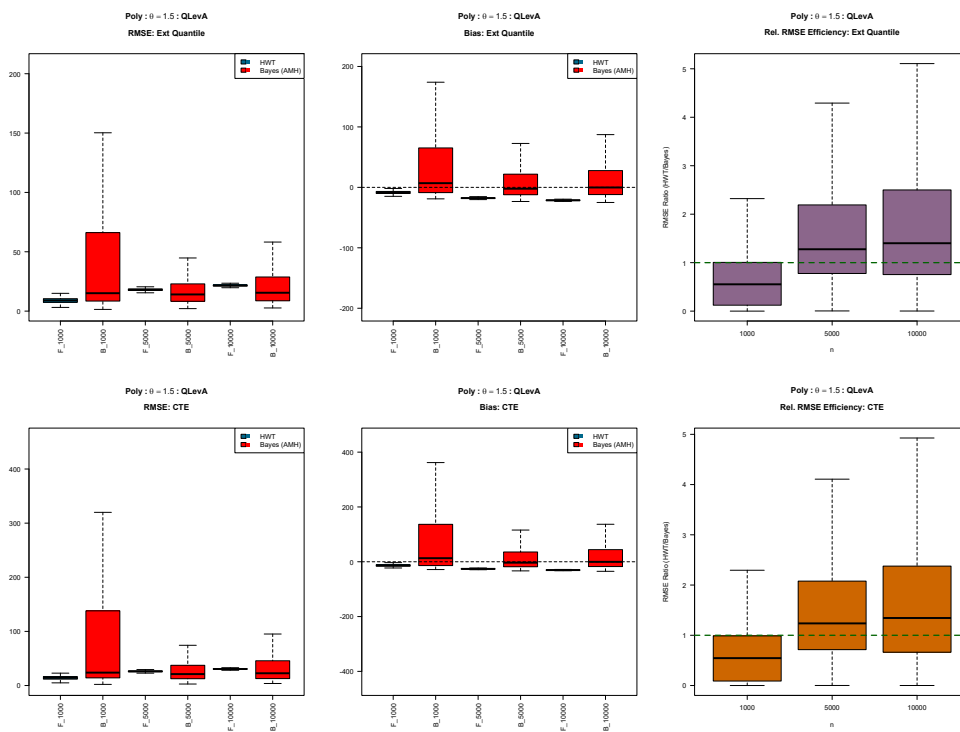 Poly : θ = 1.5 : QLevA
RMSE: Ext Quantile
HWT
Bayes (AMH)
200
150
100
50
0
F_1000
B_1000
F_5000
B_5000
F_10000
B_10000
Poly : θ = 1.5 : QLevA
Bias: Ext Quantile
HWT
Bayes (AMH)
200
100
0
-100
-200
F_1000
B_1000
F_5000
B_5000
F_10000
B_10000
Poly : θ = 1.5 : QLevA
Rel. RMSE Efficiency: Ext Quantile
RMSE Ratio (HWT/Bayes)
5
4
3
2
1
0
1000
5000
10000
n
Poly : θ = 1.5 : QLevA
RMSE: CTE
HWT
Bayes (AMH)
400
300
200
100
0
F_1000
B_1000
F_5000
B_5000
F_10000
B_10000
Poly : θ = 1.5 : QLevA
Bias: CTE
HWT
Bayes (AMH)
400
200
0
-200
-400
F_1000
B_1000
F_5000
B_5000
F_10000
B_10000
Poly : θ = 1.5 : QLevA
Rel. RMSE Efficiency: CTE
RMSE Ratio (HWT/Bayes)
5
4
3
2
1
0
1000
5000
10000
n